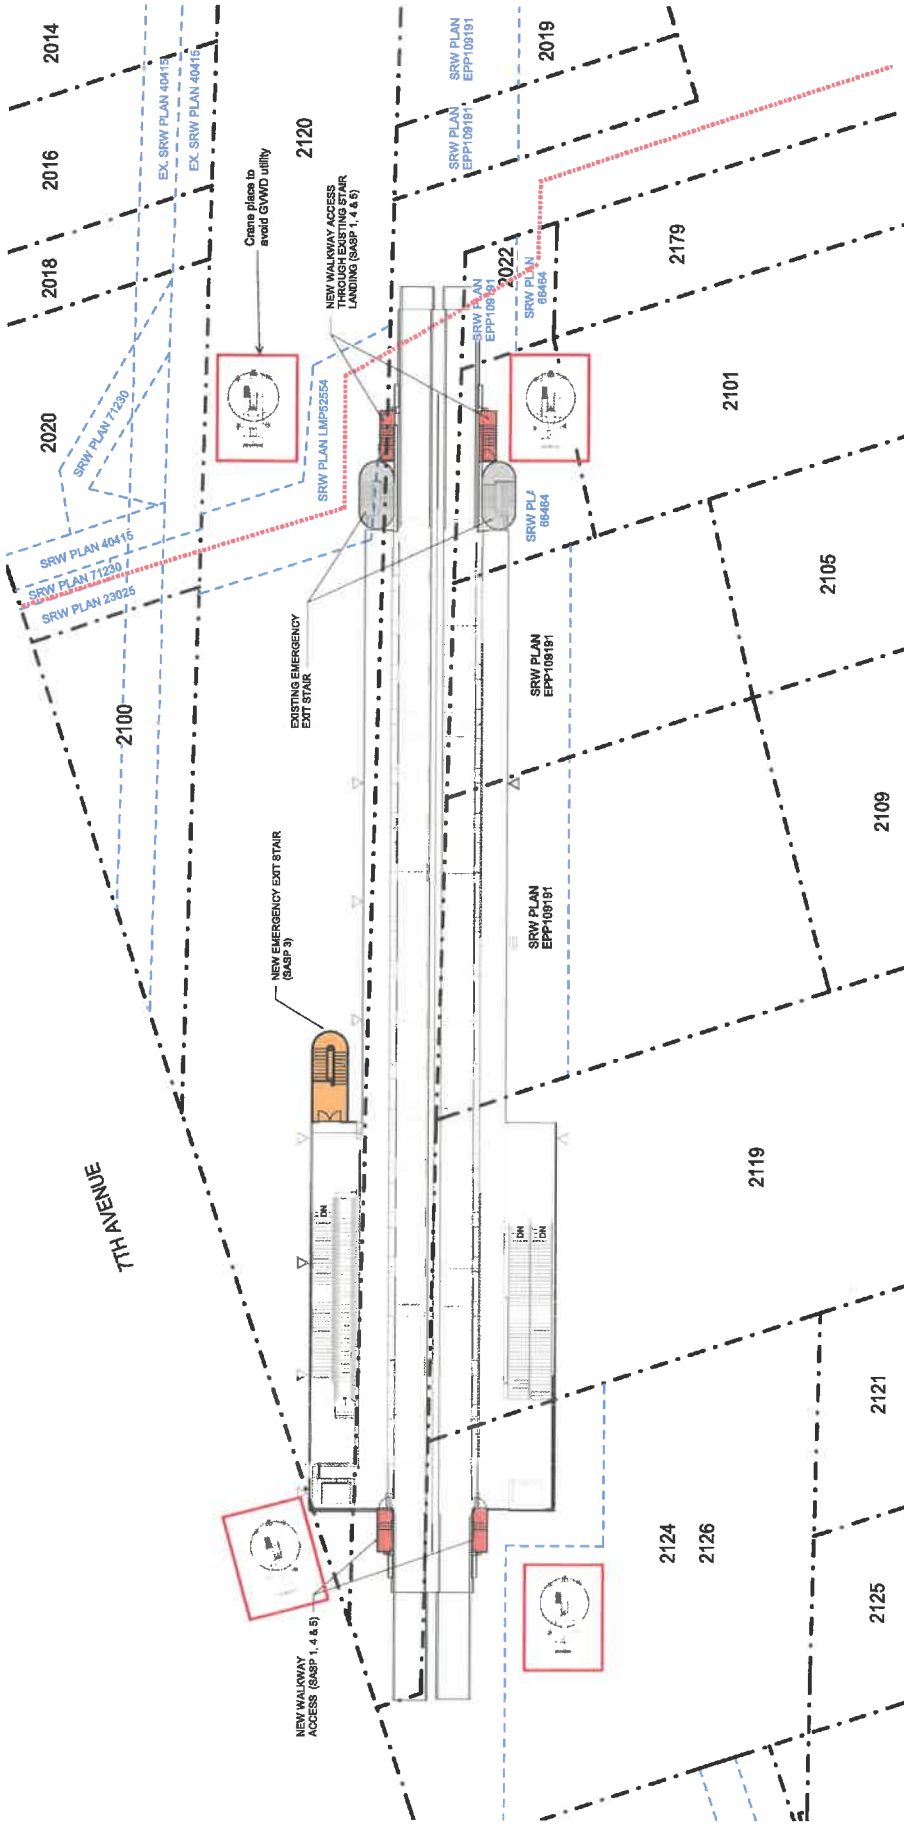 2014
2016
2018
2020
2100
EX. SRW PLAN 40415
EX. SRW PLAN 40415
SRW PLAN 71230
SRW PLAN 40415
SRW PLAN 71230
SRW PLAN 23025
7TH AVENUE
2120
Crane place to
avoid GVWD utility
NEW WALKWAY ACCESS
THROUGH EXISTING STAIR
LANDING (SASP 1, 4 & 5)
SRW PLAN LMP52554
EXISTING EMERGENCY
EXIT STAIR
NEW EMERGENCY EXIT STAIR
(SASP 3)
NEW WALKWAY
ACCESS (SASP 1, 4 & 5)
DN
DN
DN
SRW PLAN
EPP109191
SRW PLAN
EPP109191
2019
SRW PLAN
EPP109191
2022
SRW PLAN
66464
2179
SRW PLA
66464
2101
SRW PLAN
EPP109191
2105
SRW PLAN
EPP109191
2109
2119
2121
2124
2126
2125